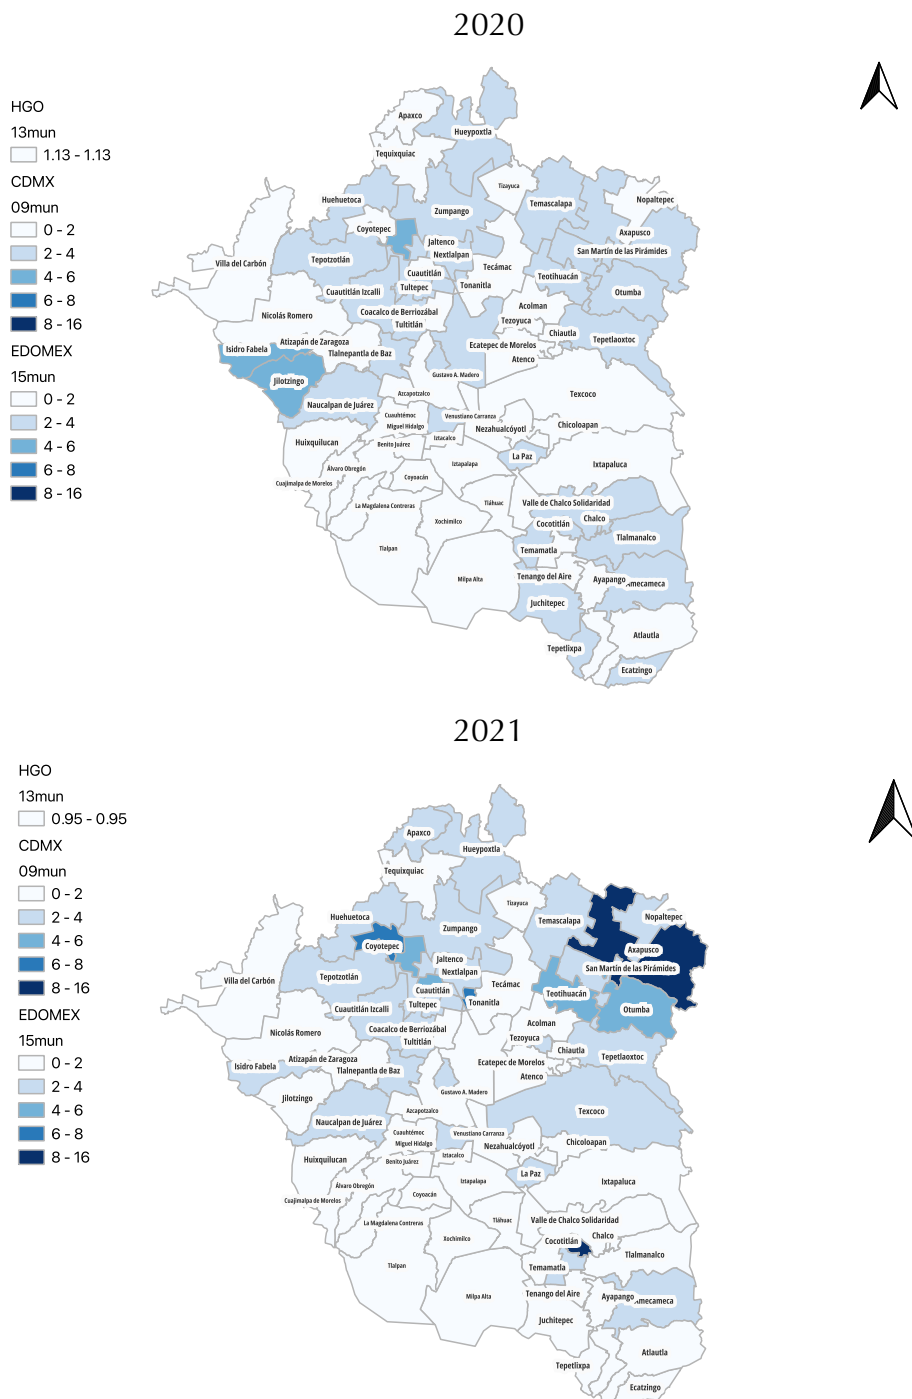 2020
HGO
13mun
1.13 - 1.13
CDMX
09mun
0 - 2
2 - 4
4 - 6
6 - 8
8 - 16
EDOMEX
15mun
0 - 2
2 - 4
4 - 6
6 - 8
8 - 16
Apaxco
Hueypoxtla
Tequixquiac
Tizayuca
Huehuetoca
Zumpango
Temascalapa
Nopaltepec
Coyotepec
Jaltenco
Axapusco
Nextlalpan
San Martín de las Pirámides
Villa del Carbón
Tepotzotlán
Cuautitlán
Tecámac
Teotihuacán
Cuautitlán Izcalli
Tultepec
Tonanitla
Otumba
Acolman
Nicolás Romero
Coacalco de Berriozábal
Tultitlán
Tezoyuca
Chiautla
Tepetlaoxtoc
Isidro Fabela
Atizapán de Zaragoza
Tlalnepantla de Baz
Ecatepec de Morelos
Atenco
Jilotzingo
Gustavo A. Madero
Azcapotzalco
Texcoco
Naucalpan de Juárez
Cuauhtémoc
Venustiano Carranza
Miguel Hidalgo
Nezahualcóyotl
Chicoloapan
Huixquilucan
Benito Juárez
Iztacalco
La Paz
Álvaro Obregón
Iztapalapa
Ixtapaluca
Cuajimalpa de Morelos
Coyoacán
La Magdalena Contreras
Tláhuac
Valle de Chalco Solidaridad
Xochimilco
Cocotitlán
Chalco
Tlalmanalco
Tlalpan
Temamatla
Milpa Alta
Tenango del Aire
Ayapango
mecameca
Juchitepec
Atlautla
Tepetlixpa
Ecatzingo
2021
HGO
13mun
0.95 - 0.95
CDMX
09mun
0 - 2
2 - 4
4 - 6
6 - 8
8 - 16
EDOMEX
15mun
0 - 2
2 - 4
4 - 6
6 - 8
8 - 16
Apaxco
Hueypoxtla
Tequixquiac
Tizayuca
Huehuetoca
Zumpango
Temascalapa
Nopaltepec
Coyotepec
Jaltenco
Axapusco
Nextlalpan
San Martín de las Pirámides
Villa del Carbón
Tepotzotlán
Cuautitlán
Tecámac
Teotihuacán
Cuautitlán Izcalli
Tultepec
Tonanitla
Otumba
Acolman
Nicolás Romero
Coacalco de Berriozábal
Tultitlán
Tezoyuca
Chiautla
Tepetlaoxtoc
Isidro Fabela
Atizapán de Zaragoza
Tlalnepantla de Baz
Ecatepec de Morelos
Atenco
Jilotzingo
Gustavo A. Madero
Azcapotzalco
Texcoco
Naucalpan de Juárez
Cuauhtémoc
Venustiano Carranza
Miguel Hidalgo
Nezahualcóyotl
Chicoloapan
Huixquilucan
Benito Juárez
Iztacalco
La Paz
Álvaro Obregón
Iztapalapa
Ixtapaluca
Cuajimalpa de Morelos
Coyoacán
La Magdalena Contreras
Tláhuac
Valle de Chalco Solidaridad
Xochimilco
Cocotitlán
Chalco
Tlalmanalco
Tlalpan
Temamatla
Milpa Alta
Tenango del Aire
Ayapango
mecameca
Juchitepec
Atlautla
Tepetlixpa
Ecatzingo